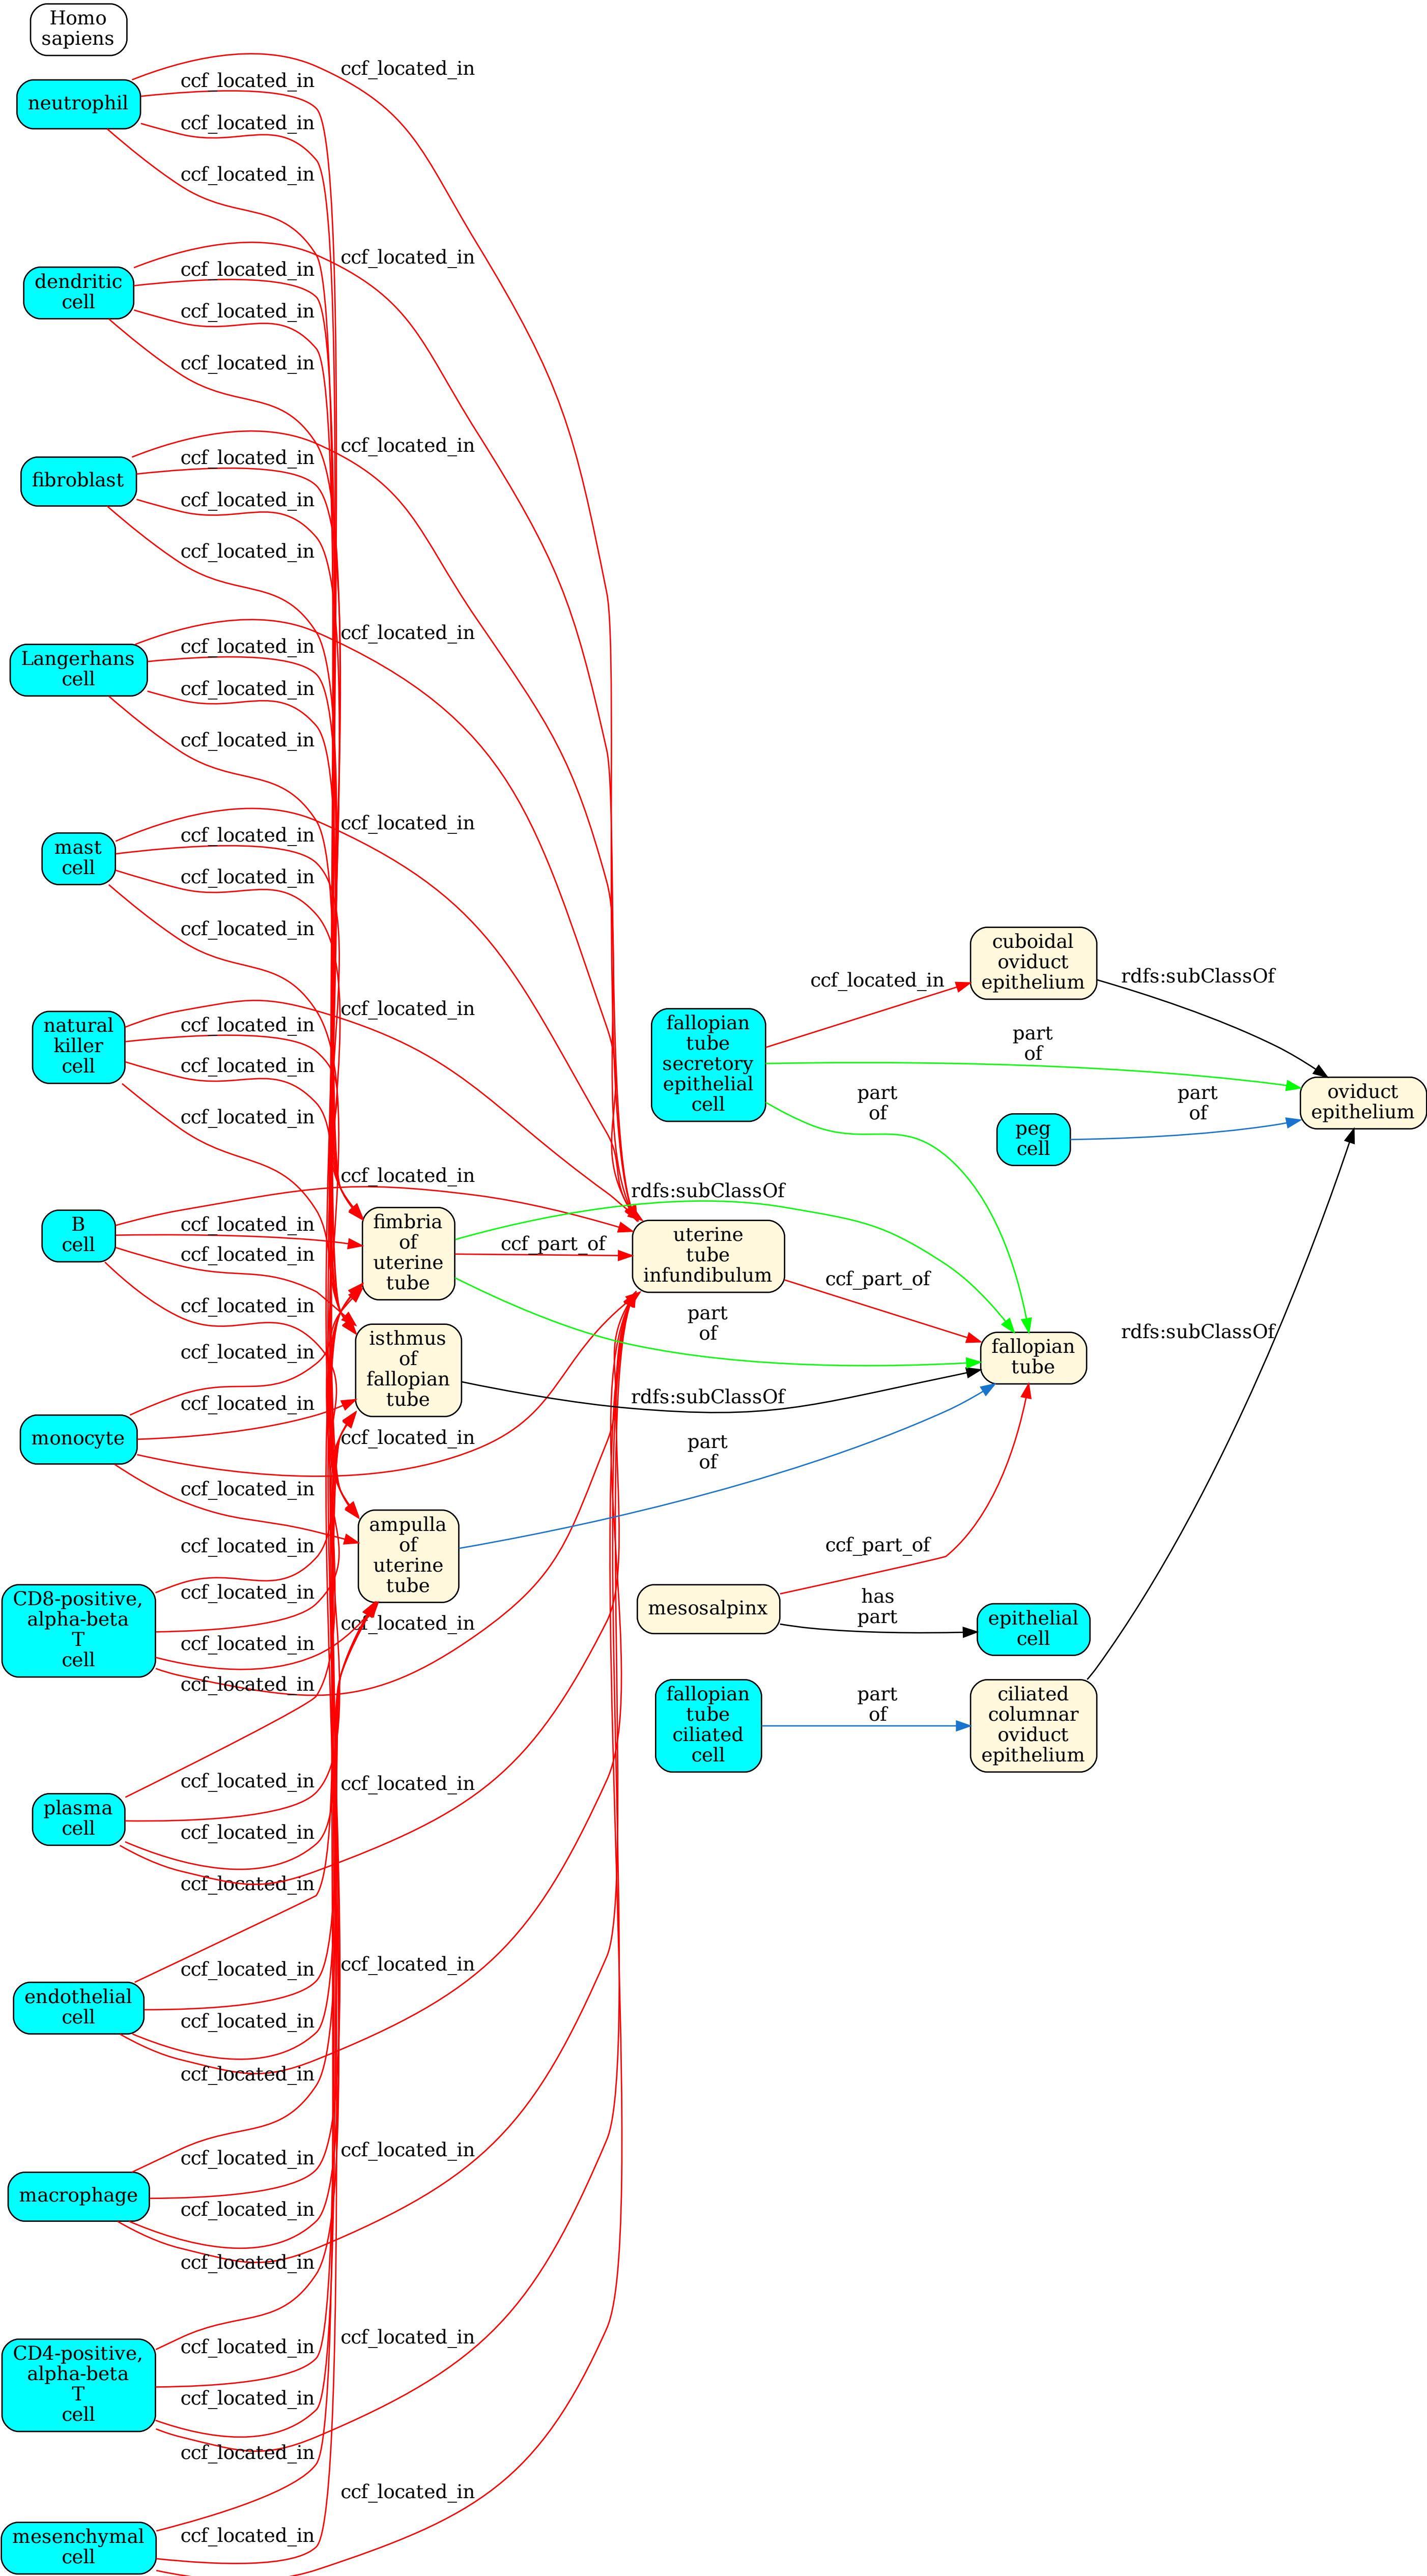 Homo
sapiens
neutrophil
ccf_located_in
ccf_located_in
ccf_located_in
ccf_located_in
dendritic
cell
ccf_located_in
ccf_located_in
ccf_located_in
ccf_located_in
fibroblast
ccf_located_in
ccf_located_in
ccf_located_in
ccf_located_in
Langerhans
cell
ccf_located_in
ccf_located_in
ccf_located_in
ccf_located_in
mast
cell
ccf_located_in
ccf_located_in
ccf_located_in
ccf_located_in
natural
killer
cell
ccf_located_in
ccf_located_in
ccf_located_in
ccf_located_in
B
cell
ccf_located_in
ccf_located_in
ccf_located_in
ccf_located_in
monocyte
ccf_located_in
ccf_located_in
ccf_located_in
ccf_located_in
CD8-positive,
alpha-beta
T
cell
ccf_located_in
ccf_located_in
ccf_located_in
ccf_located_in
plasma
cell
ccf_located_in
ccf_located_in
ccf_located_in
ccf_located_in
endothelial
cell
ccf_located_in
ccf_located_in
ccf_located_in
ccf_located_in
macrophage
ccf_located_in
ccf_located_in
ccf_located_in
ccf_located_in
CD4-positive,
alpha-beta
T
cell
ccf_located_in
ccf_located_in
ccf_located_in
ccf_located_in
mesenchymal
cell
ccf_located_in
ccf_located_in
ccf_located_in
fimbria
of
uterine
tube
isthmus
of
fallopian
tube
ampulla
of
uterine
tube
rdfs:subClassOf
ccf_part_of
part
of
rdfs:subClassOf
part
of
uterine
tube
infundibulum
ccf_part_of
fallopian
tube
secretory
epithelial
cell
ccf_located_in
part
of
part
of
cuboidal
oviduct
epithelium
rdfs:subClassOf
peg
cell
part
of
oviduct
epithelium
fallopian
tube
rdfs:subClassOf
mesosalpinx
ccf_part_of
has
part
epithelial
cell
fallopian
tube
ciliated
cell
part
of
ciliated
columnar
oviduct
epithelium